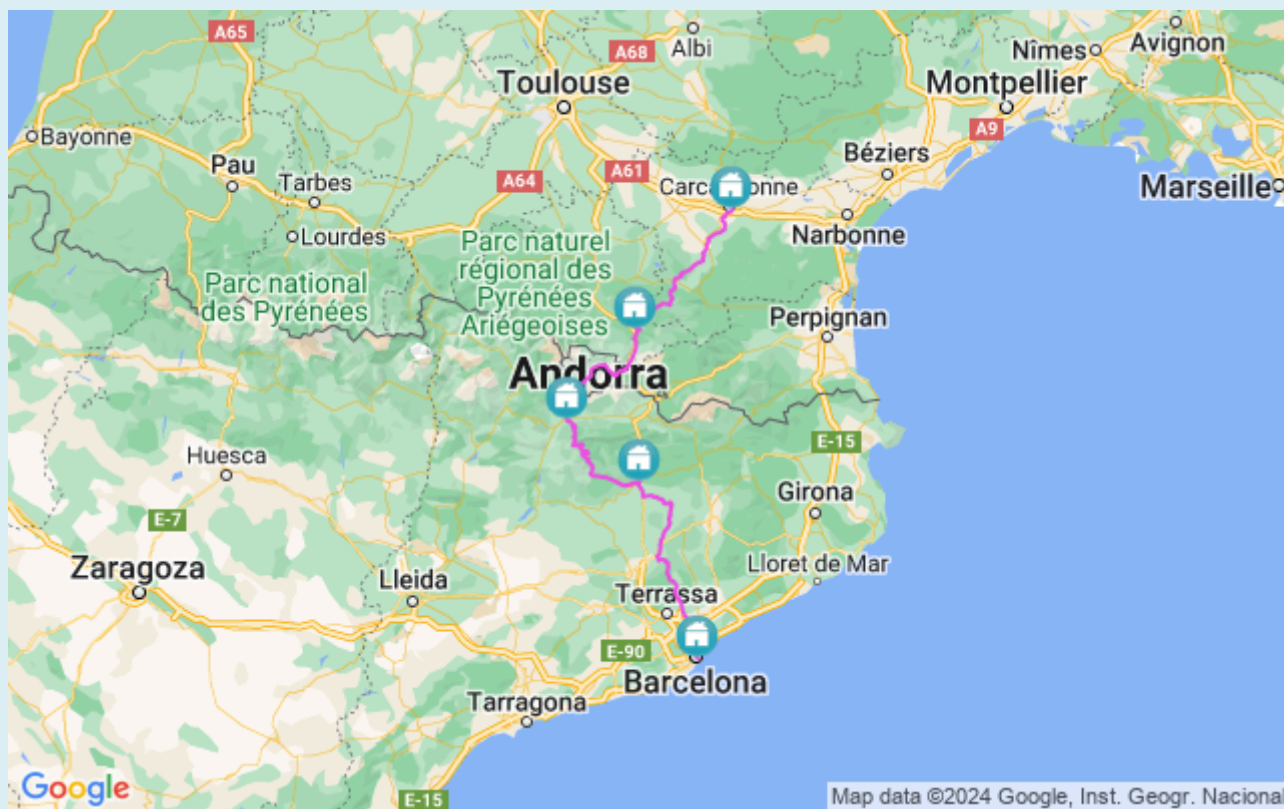 A65
A68
Albi
Nîmes
Avignon
Toulouse
Montpellier
Bayonne
A9
Béziers
Pau
A61
Tarbes
A64
Marseille
Lourdes
Narbonne
Parc naturel
régional des
Pyrénées
Ariégeoises
Parc national
des Pyrénées
Perpignan
Andorra
E-15
Huesca
Girona
E-7
Zaragoza
Lleida
Lloret de Mar
Terrassa
E-90
Barcelona
Tarragona
Google
E-15
Map data ©2024 Google, Inst. Geogr. Naciona